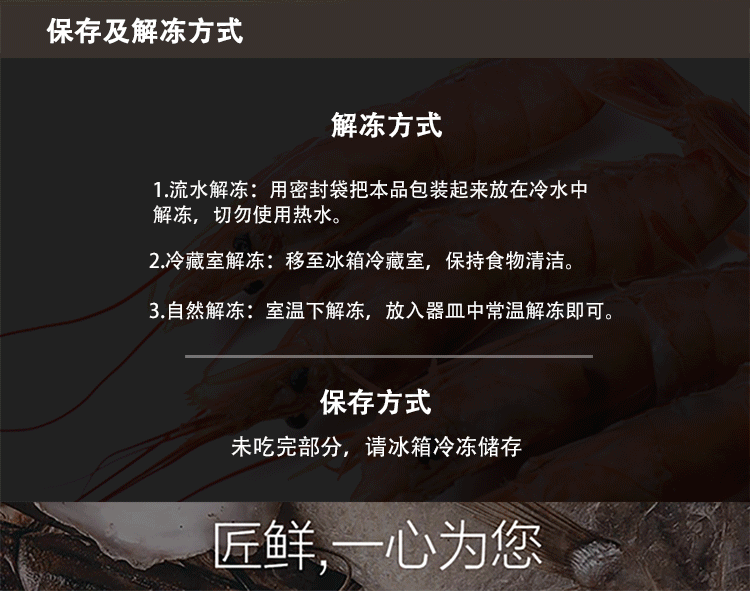 保存及解冻方式
解冻方式
1.流水解冻：用密封袋把本品包装起来放在冷水中
解冻，切勿使用热水。
2.冷藏室解冻：移至冰箱冷藏室，保持食物清洁。
3.自然解冻：室温下解冻，放入器皿中常温解冻即可。
保存方式
未吃完部分，请冰箱冷冻储存
匠鲜,一心为您